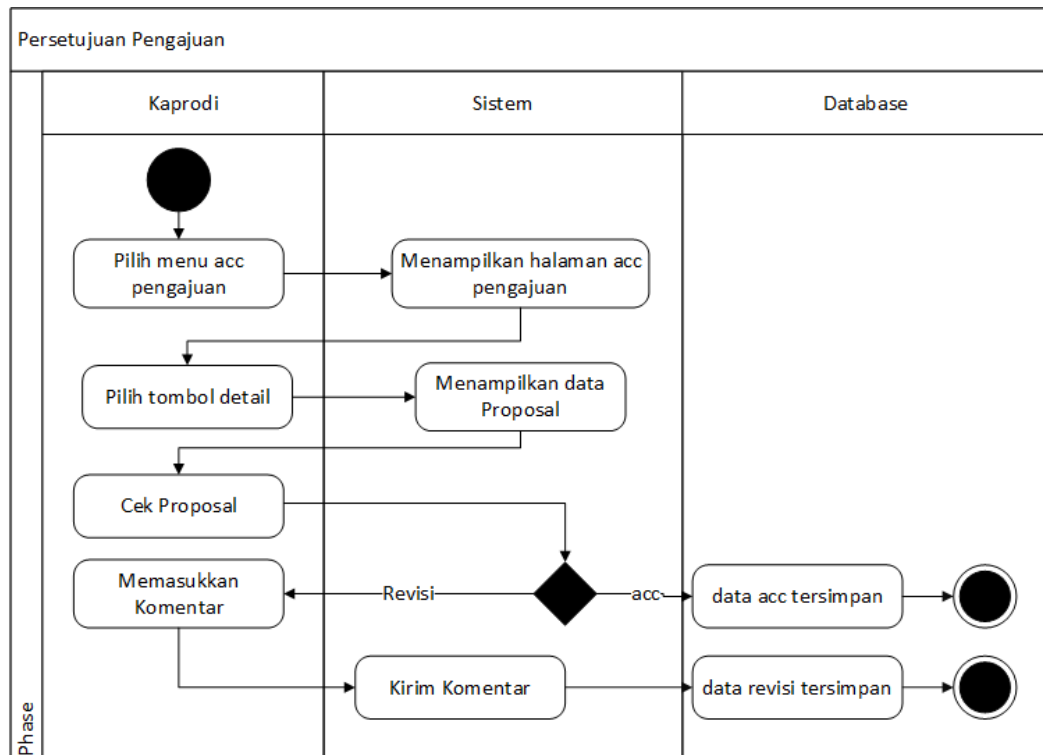 Persetujuan Pengajuan
Kaprodi
Sistem
Database
Pilih menu acc
pengajuan
Menampilkan halaman acc
pengajuan
Pilih tombol detail
Menampilkan data
Proposal
Cek Proposal
Memasukkan
Komentar
Revisi
acc
data acc tersimpan
Kirim Komentar
data revisi tersimpan
Phase